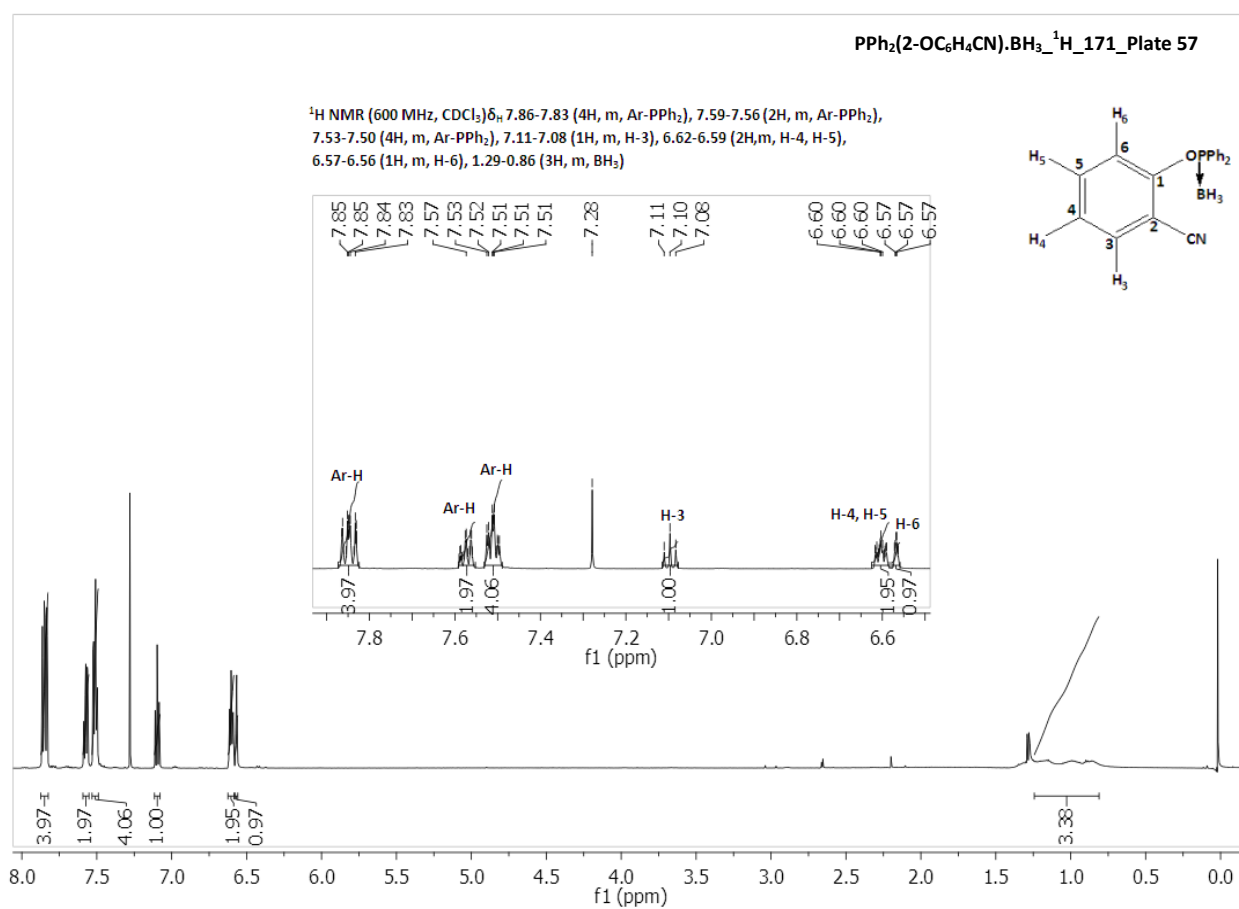 PPh₂(2-OC₆H₄CN).BH₃_¹H_171_Plate 57
¹H NMR (600 MHz, CDCl₃)δH 7.86-7.83 (4H, m, Ar-PPh₂), 7.59-7.56 (2H, m, Ar-PPh₂),
7.53-7.50 (4H, m, Ar-PPh₂), 7.11-7.08 (1H, m, H-3), 6.62-6.59 (2H,m, H-4, H-5),
6.57-6.56 (1H, m, H-6), 1.29-0.86 (3H, m, BH₃)
H₆
H₅ 5 6 OPPh₂
1
BH₃
4 2
H₄ 3 CN
H₃
7.85 7.85 7.84 7.83 7.57 7.53 7.52 7.51 7.51 7.51 7.28 7.11 7.10 7.08 6.60 6.60 6.60 6.57 6.57 6.57
Ar-H Ar-H Ar-H H-3 H-4, H-5 H-6
3.97 1.97 4.06 1.00 1.95 0.97
7.8 7.6 7.4 7.2 7.0 6.8 6.6
f1 (ppm)
3.97 1.97 4.06 1.00 1.95 0.97 3.38
8.0 7.5 7.0 6.5 6.0 5.5 5.0 4.5 4.0 3.5 3.0 2.5 2.0 1.5 1.0 0.5 0.0
f1 (ppm)